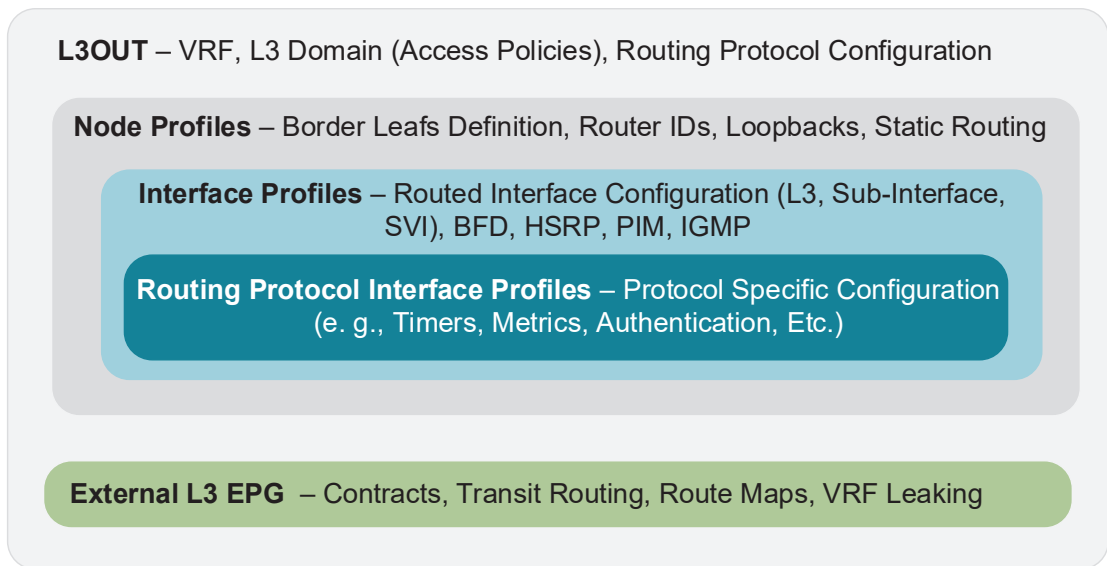 L3OUT – VRF, L3 Domain (Access Policies), Routing Protocol Configuration
Node Profiles – Border Leafs Definition, Router IDs, Loopbacks, Static Routing
Interface Profiles – Routed Interface Configuration (L3, Sub-Interface,
SVI), BFD, HSRP, PIM, IGMP
Routing Protocol Interface Profiles – Protocol Specific Configuration
(e. g., Timers, Metrics, Authentication, Etc.)
External L3 EPG – Contracts, Transit Routing, Route Maps, VRF Leaking